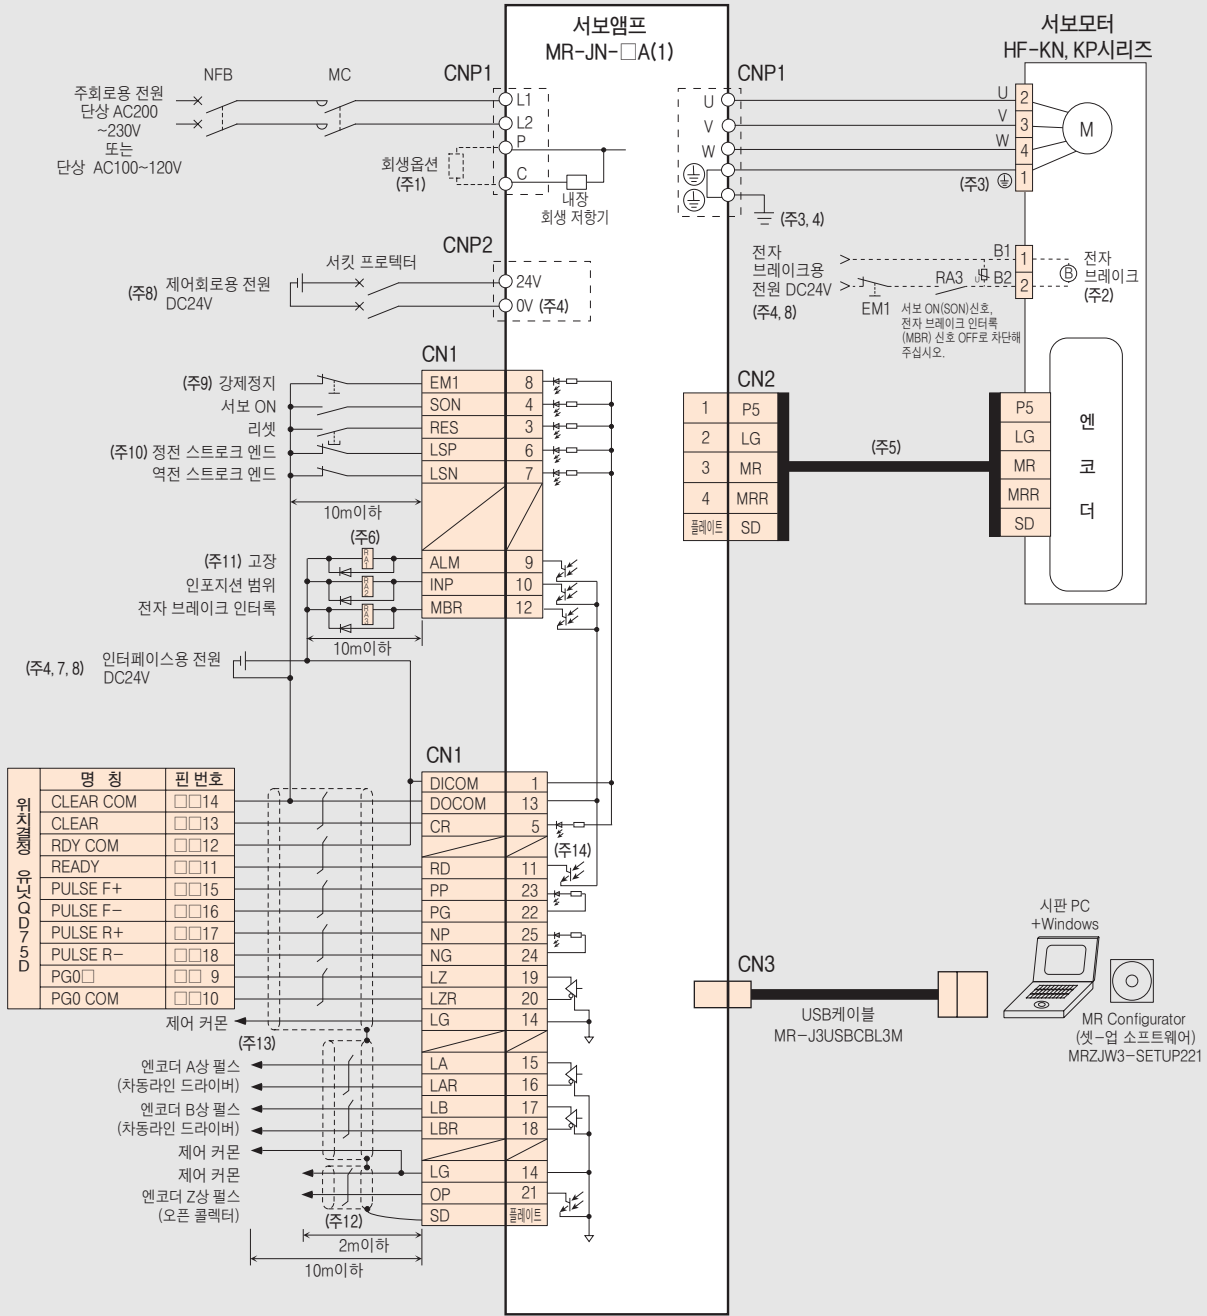 서보앰프
MR-JN-□A(1)
서보모터
HF-KN, KP시리즈
NFB
MC
CNP1
CNP1
주회로용 전원
단상 AC200
~230V
또는
단상 AC100~120V
L1
L2
P
C
회생옵션
(주1)
내장
회생 저항기
U
V
W
(주3, 4)
U
V
W
(주3)
2
3
4
1
M
CNP2
서킷 프로텍터
(주8) 제어회로용 전원
DC24V
24V
0V (주4)
전자
브레이크용
전원 DC24V
(주4, 8)
EM1
RA3
U
B1
B2
1
2
B
전자
브레이크
(주2)
서보 ON(SON)신호,
전자 브레이크 인터록
(MBR) 신호 OFF로 차단해
주십시오.
CN1
(주9) 강제정지
EM1 8
서보 ON
SON 4
리셋
RES 3
(주10) 정전 스트로크 엔드
LSP 6
역전 스트로크 엔드
LSN 7
10m이하
(주6)
(주11) 고장
RA1
ALM 9
인포지션 범위
RA2
INP 10
전자 브레이크 인터록
RA3
MBR 12
10m이하
(주4, 7, 8)
인터페이스용 전원
DC24V
CN2
1 P5
2 LG
3 MR
4 MRR
플레이트 SD
(주5)
P5
LG
MR
MRR
SD
엔코더
CN1
위치결정 유닛QD75D
명 칭 핀 번호
CLEAR COM □□14
CLEAR □□13
RDY COM □□12
READY □□11
PULSE F+ □□15
PULSE F- □□16
PULSE R+ □□17
PULSE R- □□18
PG0□ □□ 9
PG0 COM □□10
제어 커몬
(주13)
DICOM 1
DOCOM 13
CR 5
(주14)
RD 11
PP 23
PG 22
NP 25
NG 24
LZ 19
LZR 20
LG 14
엔코더 A상 펄스
(차동라인 드라이버)
LA 15
LAR 16
엔코더 B상 펄스
(차동라인 드라이버)
LB 17
LBR 18
제어 커몬
제어 커몬
LG 14
엔코더 Z상 펄스
(오픈 콜렉터)
OP 21
SD 플레이트
(주12)
2m이하
10m이하
CN3
USB케이블
MR-J3USBCBL3M
시판 PC
+Windows
MR Configurator
(셋-업 소프트웨어)
MRZJW3-SETUP221